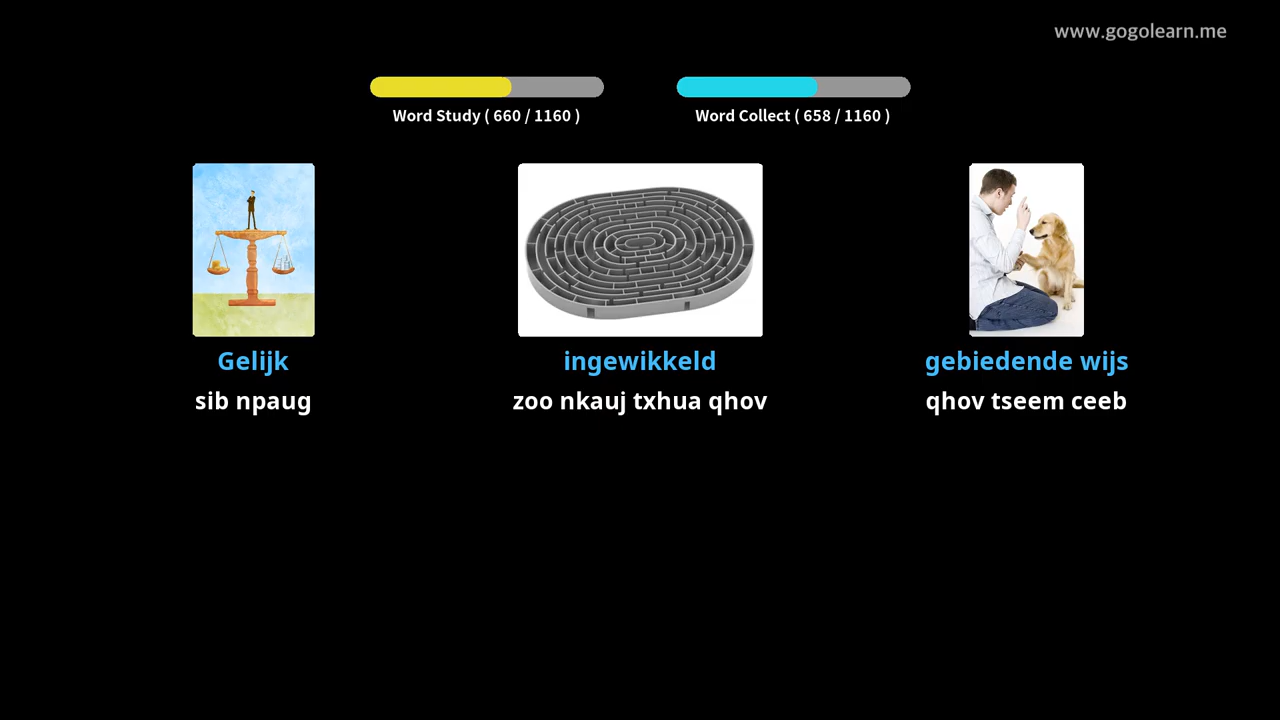 www.gogolearn.me
Word Study ( 660 / 1160 )
Word Collect ( 658 / 1160 )
Gelijk
sib npaug
ingewikkeld
zoo nkauj txhua qhov
gebiedende wijs
qhov tseem ceeb